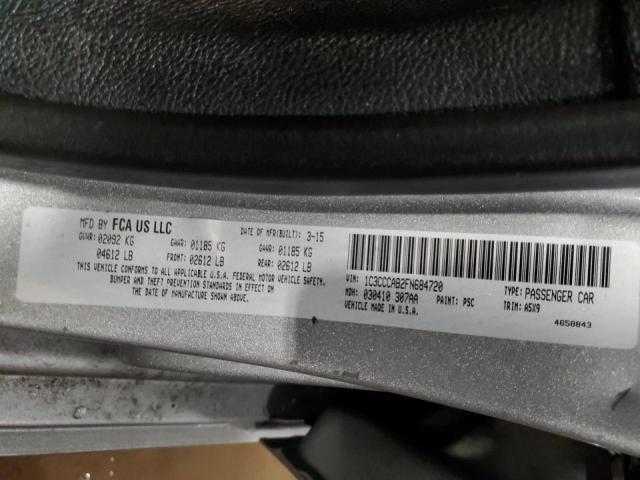 MFD BY FCA US LLC DATE OF MFR(BUILT): 3-15
GVWR: 02092 KG GAWR: 01185 KG GAWR: 01185 KG
04612 LB FRONT: 02612 LB REAR: 02612 LB
THIS VEHICLE CONFORMS TO ALL APPLICABLE U.S.A. FEDERAL MOTOR VEHICLE SAFETY,
BUMPER AND THEFT PREVENTION STANDARDS IN EFFECT ON
THE DATE OF MANUFACTURE SHOWN ABOVE.
VIN: 1C3CCCAB2FN684720 TYPE: PASSENGER CAR
MDH: 030410 307AA PAINT: PSC TRIM: A5X9
VEHICLE MADE IN U.S.A. 4658843